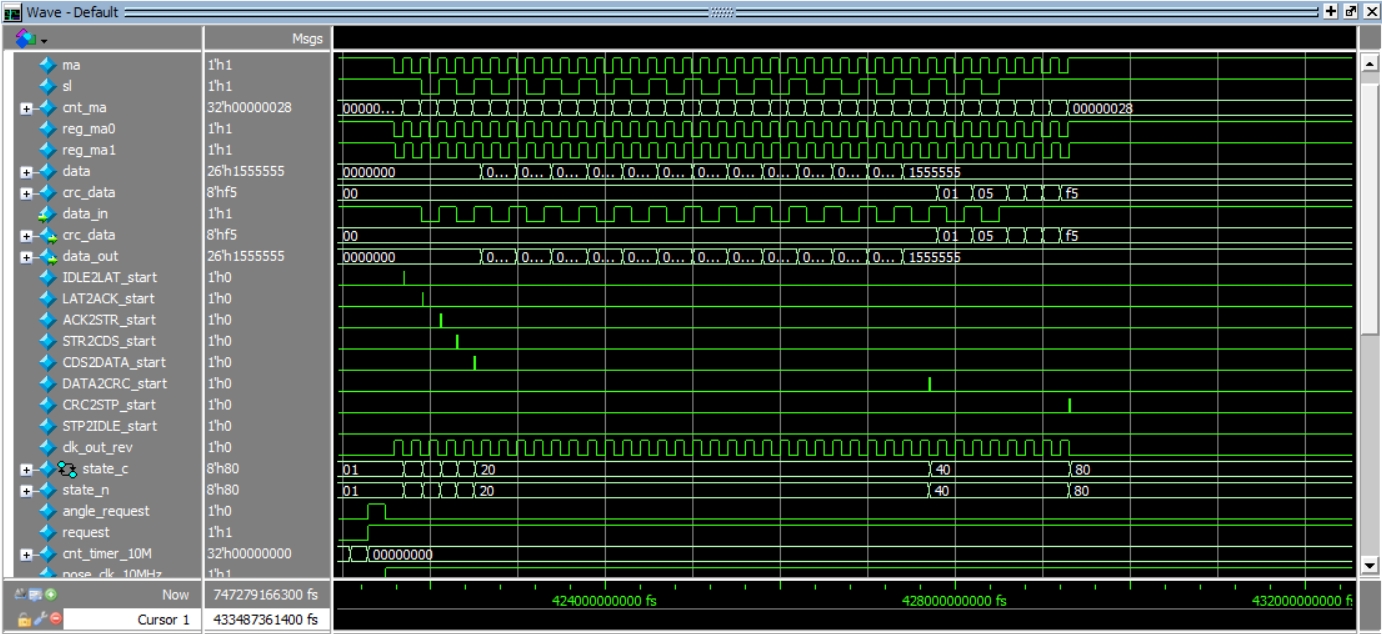 Wave - Default
Msgs
ma 1'h1
sl 1'h1
cnt_ma 32'h00000028 00000... 00000028
reg_ma0 1'h1
reg_ma1 1'h1
data 26'h1555555 0000000 0... 0... 0... 0... 0... 0... 0... 0... 0... 0... 0... 0... 1555555
crc_data 8'hf5 00 01 05 f5
data_in 1'h1
crc_data 8'hf5 00 01 05 f5
data_out 26'h1555555 0000000 0... 0... 0... 0... 0... 0... 0... 0... 0... 0... 0... 0... 1555555
IDLE2LAT_start 1'h0
LAT2ACK_start 1'h0
ACK2STR_start 1'h0
STR2CDS_start 1'h0
CDS2DATA_start 1'h0
DATA2CRC_start 1'h0
CRC2STP_start 1'h0
STP2IDLE_start 1'h0
clk_out_rev 1'h0
state_c 8'h80 01 20 40 80
state_n 8'h80 01 20 40 80
angle_request 1'h0
request 1'h1
cnt_timer_10M 32'h00000000 00000000
pose_clk_10MHz 1'h1
Now 747279166300 fs 424000000000 fs 428000000000 fs 432000000000 f
Cursor 1 433487361400 fs